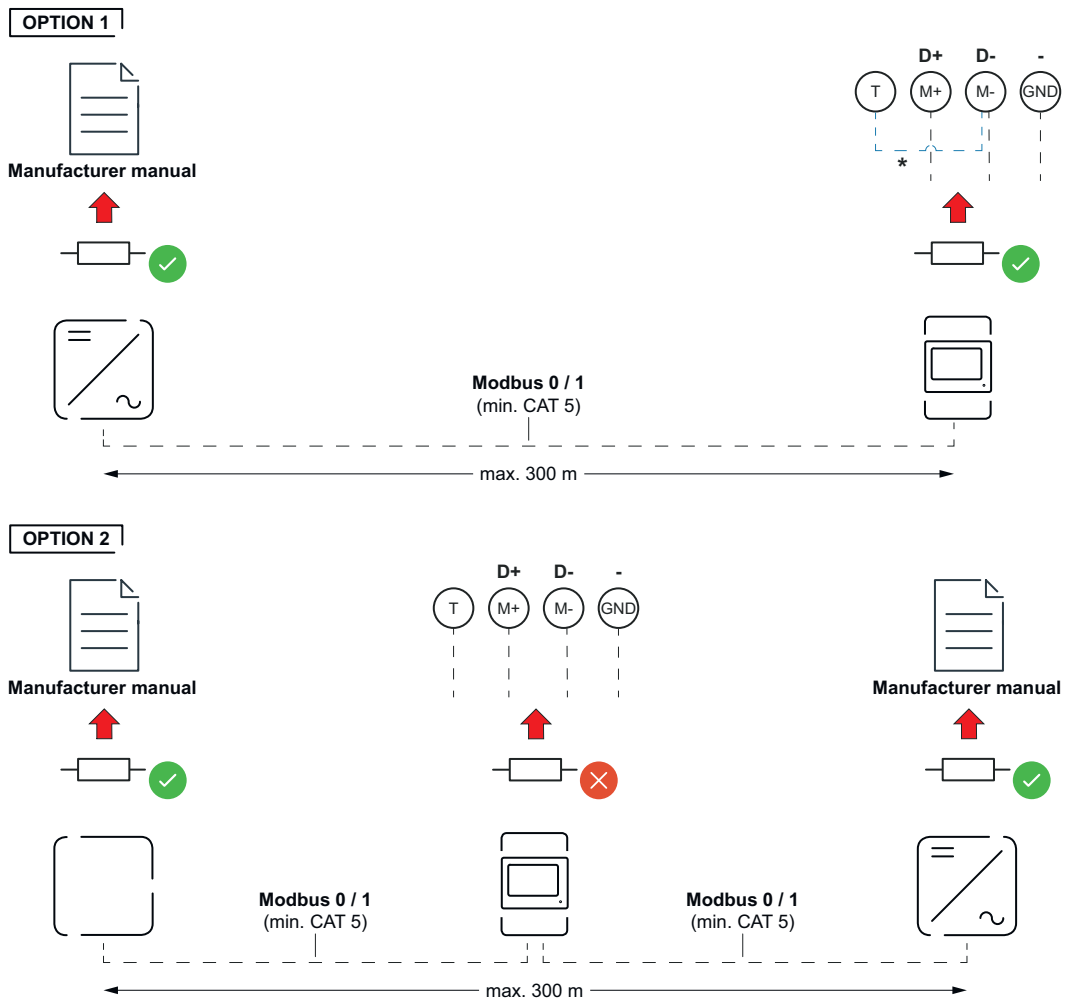 OPTION 1
D+ D- -
T M+ M- GND
*
Manufacturer manual
Modbus 0 / 1
(min. CAT 5)
max. 300 m
OPTION 2
D+ D- -
T M+ M- GND
Manufacturer manual
Manufacturer manual
Modbus 0 / 1
(min. CAT 5)
Modbus 0 / 1
(min. CAT 5)
max. 300 m